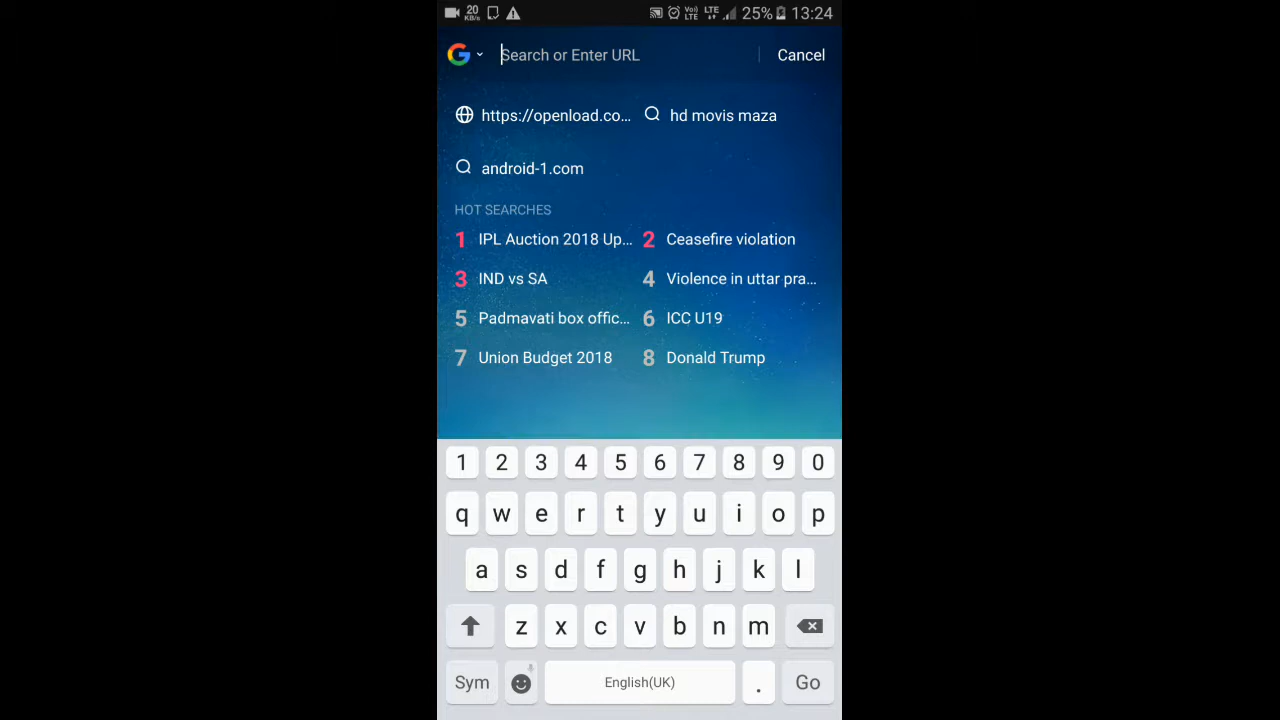 20 KB/s Vo) LTE LTE 25% 13:24
Search or Enter URL Cancel
https://openload.co... hd movis maza
android-1.com
HOT SEARCHES
1 IPL Auction 2018 Up... 2 Ceasefire violation
3 IND vs SA 4 Violence in uttar pra...
5 Padmavati box offic... 6 ICC U19
7 Union Budget 2018 8 Donald Trump
1 2 3 4 5 6 7 8 9 0
q w e r t y u i o p
a s d f g h j k l
z x c v b n m
Sym English(UK) . Go